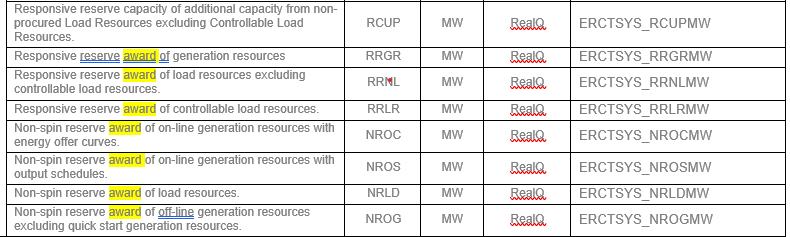 Responsive reserve capacity of additional capacity from non-
procured Load Resources excluding Controllable Load
Resources.
RCUP MW RealQ ERCTSYS_RCUPMW
Responsive reserve award of generation resources RRGR MW RealQ ERCTSYS_RRGRMW
Responsive reserve award of load resources excluding
controllable load resources.
RRNL MW RealQ ERCTSYS_RRNLMW
Responsive reserve award of controllable load resources. RRLR MW RealQ ERCTSYS_RRLRMW
Non-spin reserve award of on-line generation resources with
energy offer curves.
NROC MW RealQ ERCTSYS_NROCMW
Non-spin reserve award of on-line generation resources with
output schedules.
NROS MW RealQ ERCTSYS_NROSMW
Non-spin reserve award of load resources. NRLD MW RealQ ERCTSYS_NRLDMW
Non-spin reserve award of off-line generation resources
excluding quick start generation resources.
NROG MW RealQ ERCTSYS_NROGMW